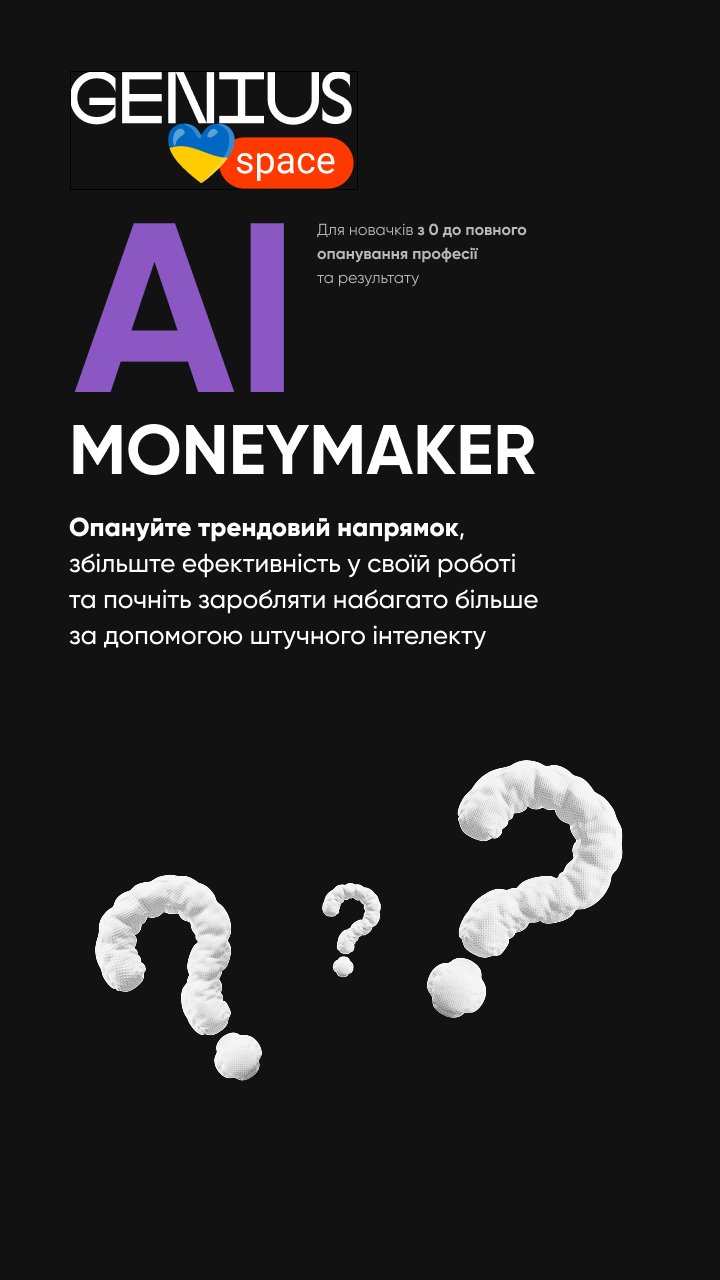 GENIUS
space
AI
Для новачків з 0 до повного
опанування професії
та результату
MONEYMAKER
Опануйте трендовий напрямок,
збільште ефективність у своїй роботі
та почніть заробляти набагато більше
за допомогою штучного інтелекту
? ? ?